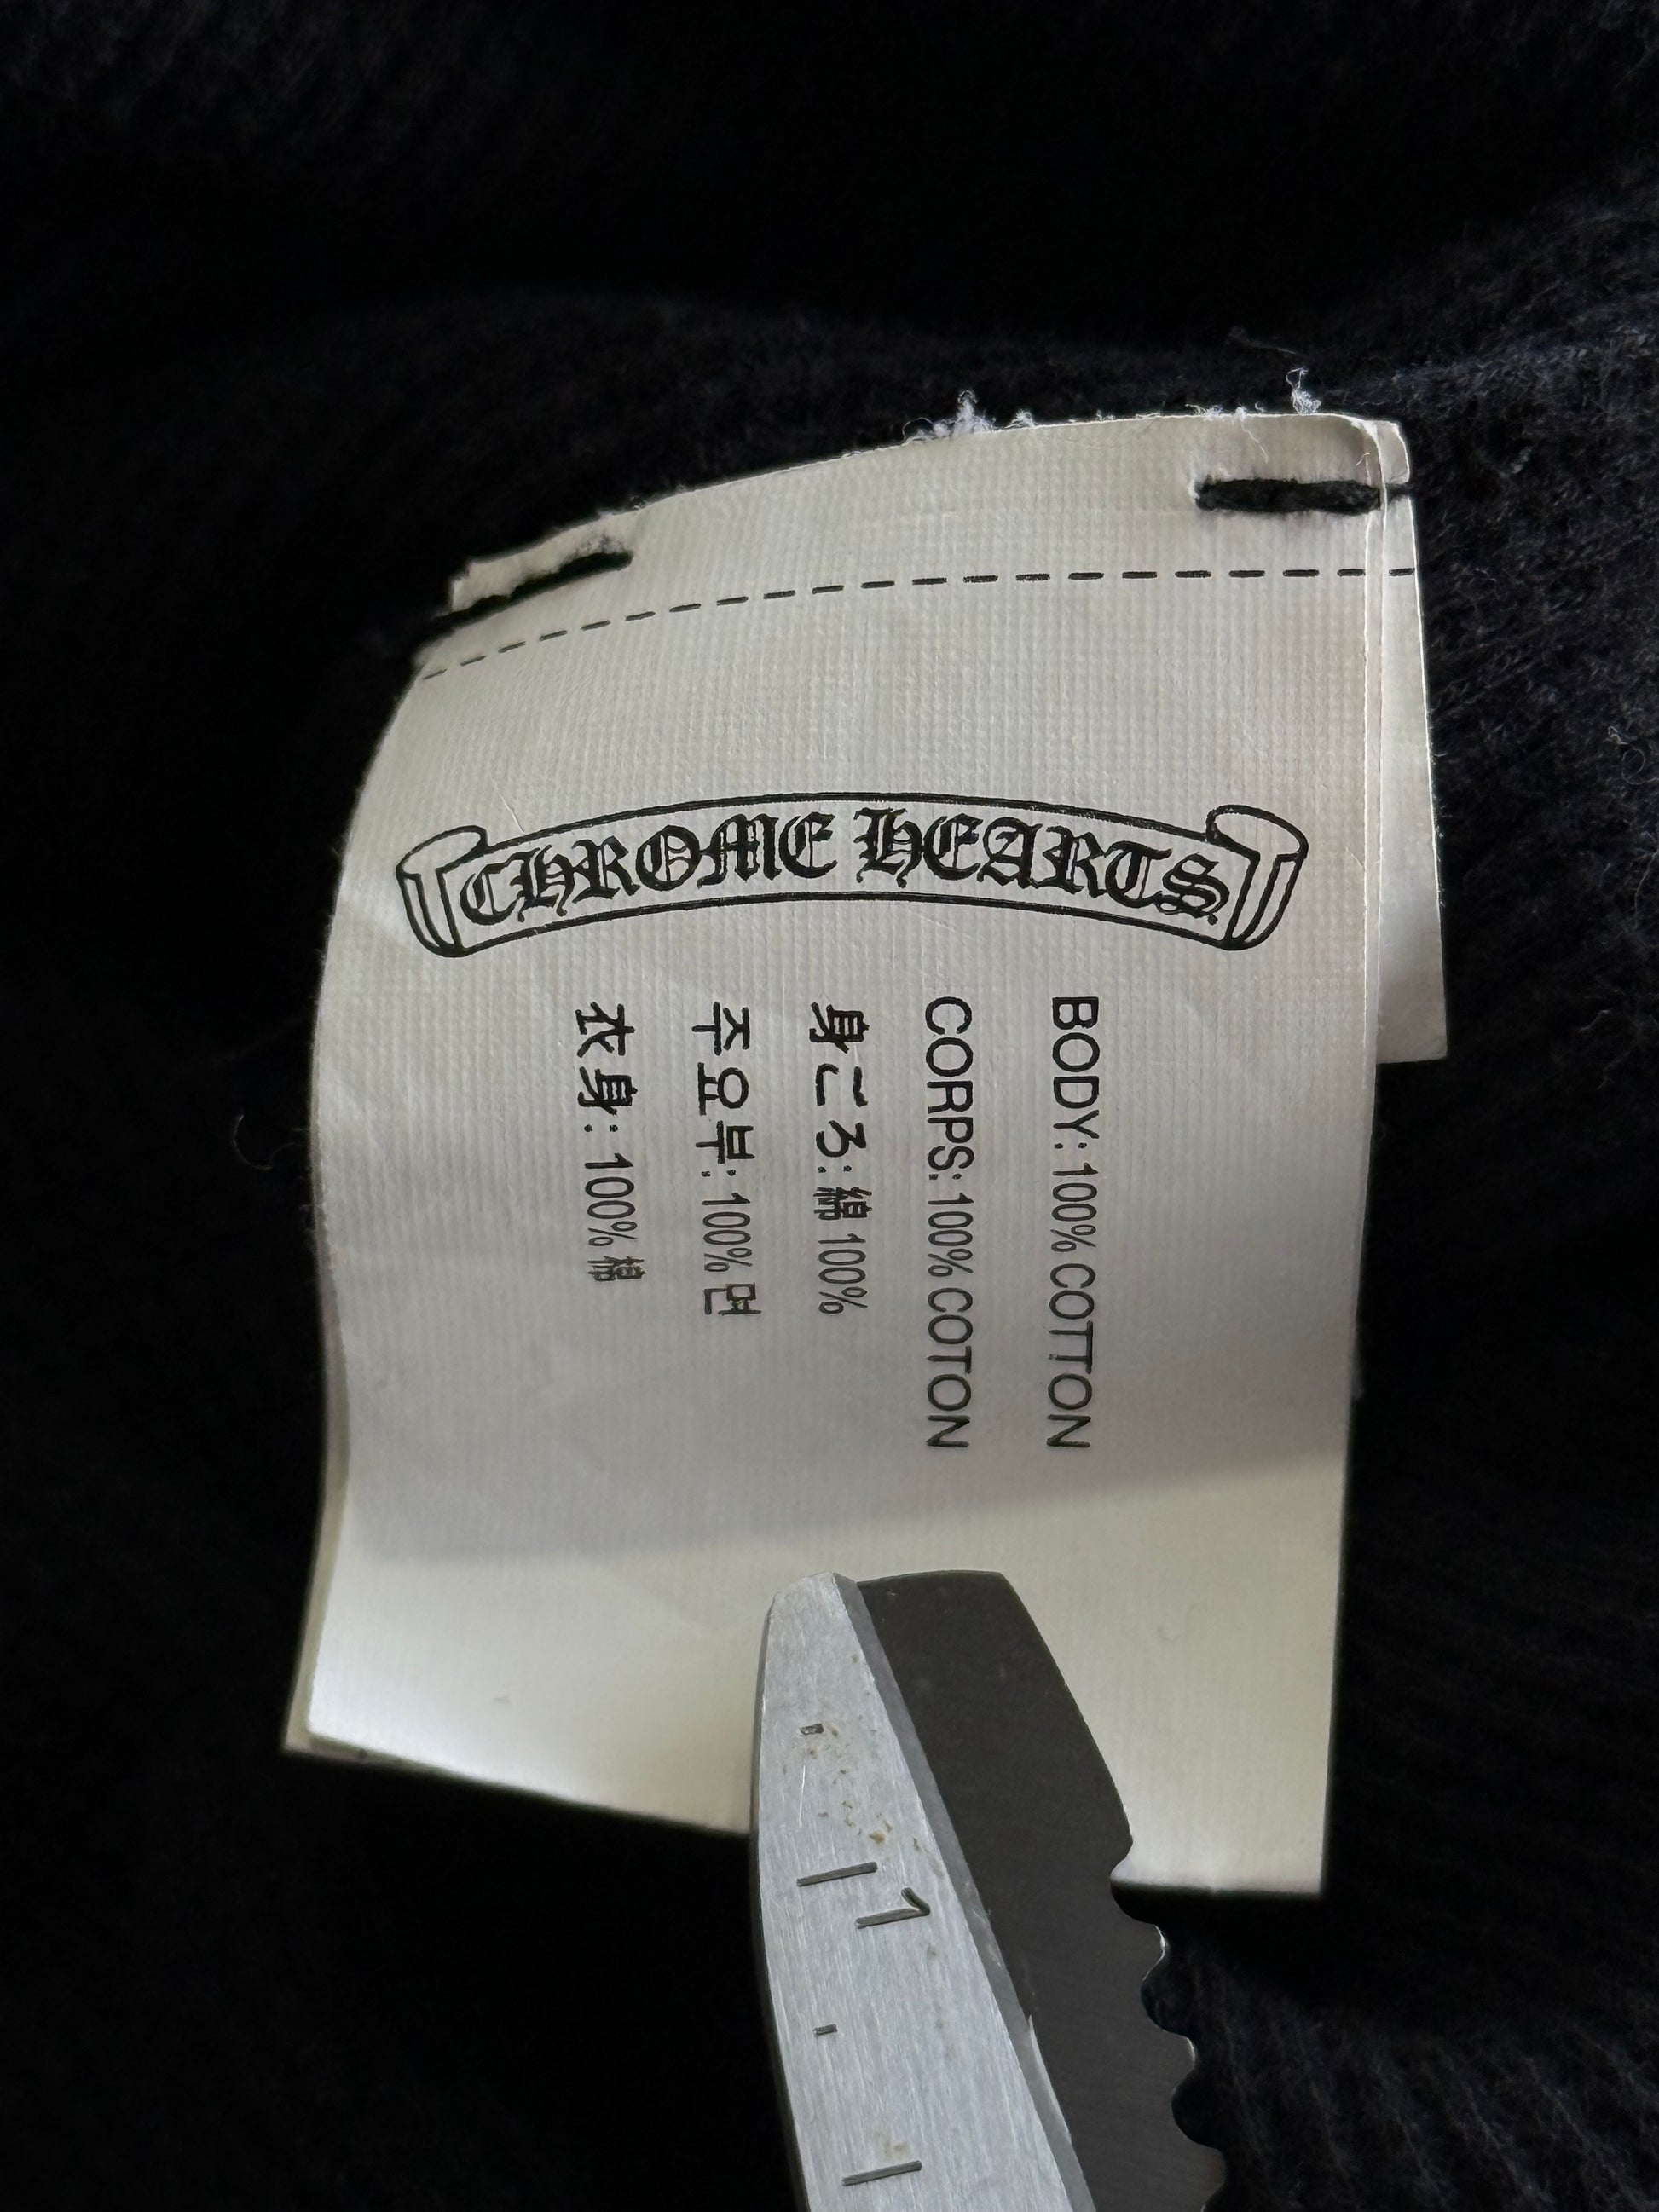 CHROME HEARTS
BODY: 100% COTTON
CORPS: 100% COTON
身ごろ: 綿 100%
주요부: 100% 면
衣身: 100% 棉
1